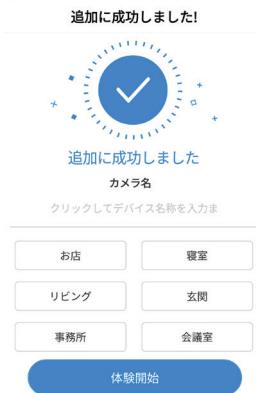 追加に成功しました!
追加に成功しました
カメラ名
クリックしてデバイス名称を入力ま
お店 寝室
リビング 玄関
事務所 会議室
体験開始